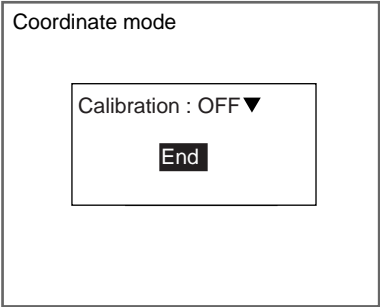 Coordinate mode
Calibration : OFF▼
End